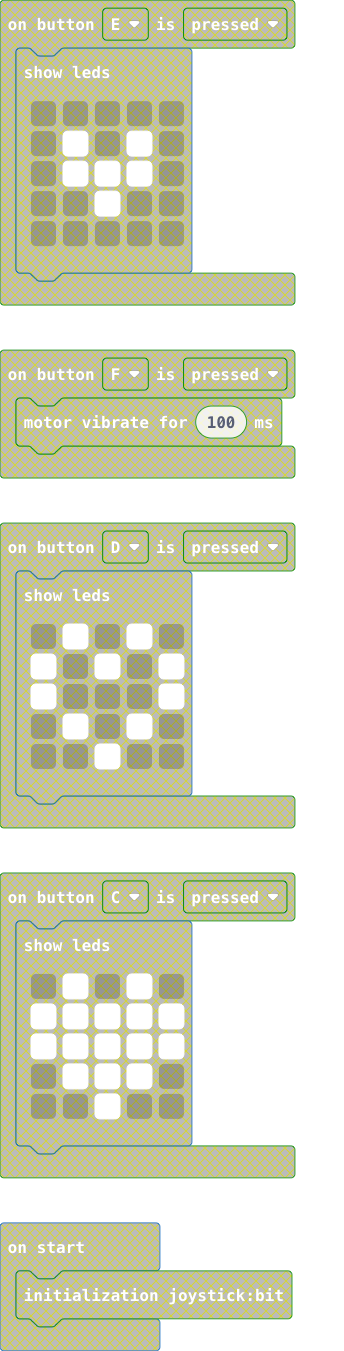 on button E is pressed
show leds
on button F is pressed
motor vibrate for 100 ms
on button D is pressed
show leds
on button C is pressed
show leds
on start
initialization joystick:bit